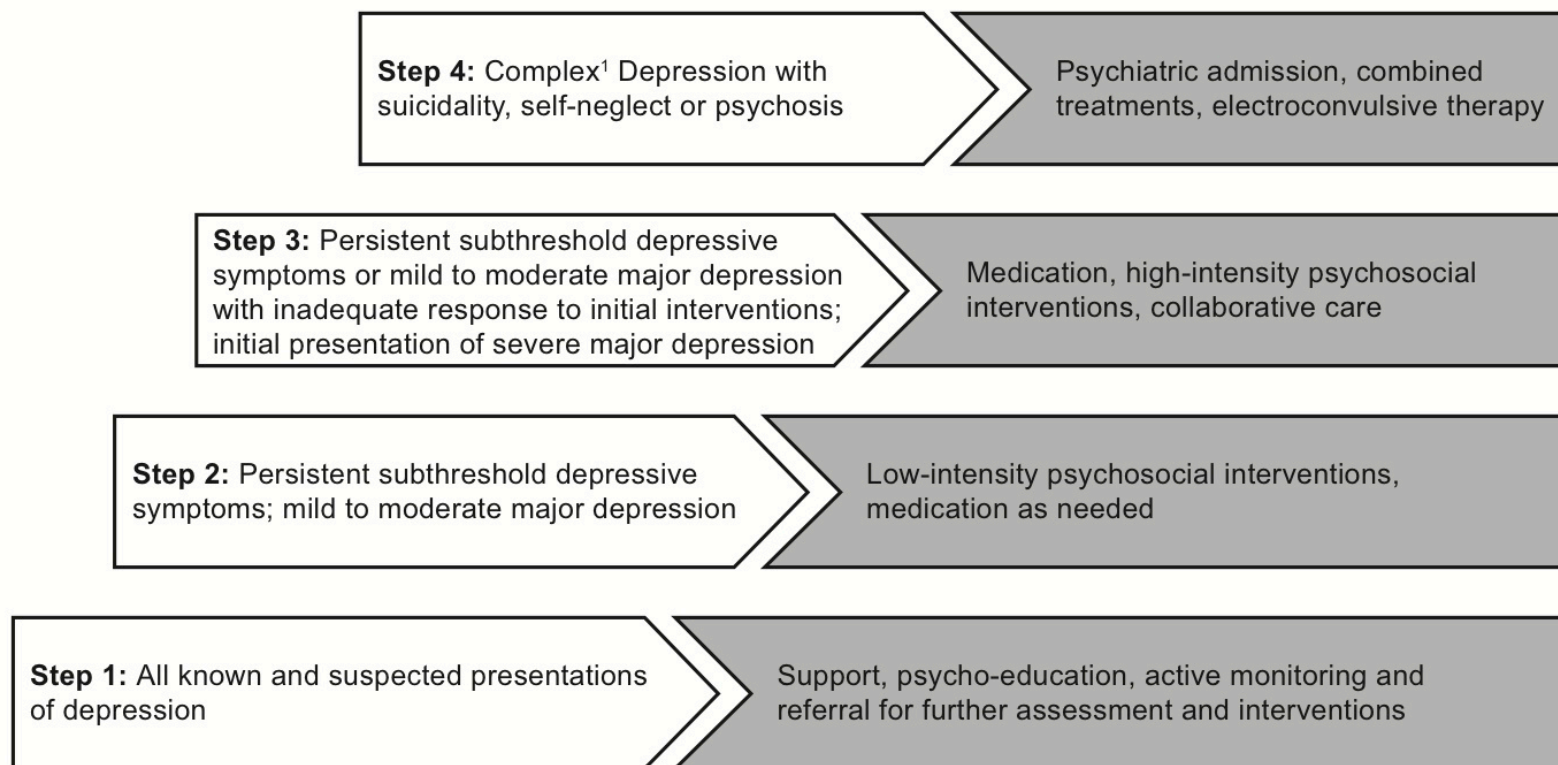 Step 4: Complex¹ Depression with
suicidality, self-neglect or psychosis
Psychiatric admission, combined
treatments, electroconvulsive therapy
Step 3: Persistent subthreshold depressive
symptoms or mild to moderate major depression
with inadequate response to initial interventions;
initial presentation of severe major depression
Medication, high-intensity psychosocial
interventions, collaborative care
Step 2: Persistent subthreshold depressive
symptoms; mild to moderate major depression
Low-intensity psychosocial interventions,
medication as needed
Step 1: All known and suspected presentations
of depression
Support, psycho-education, active monitoring and
referral for further assessment and interventions